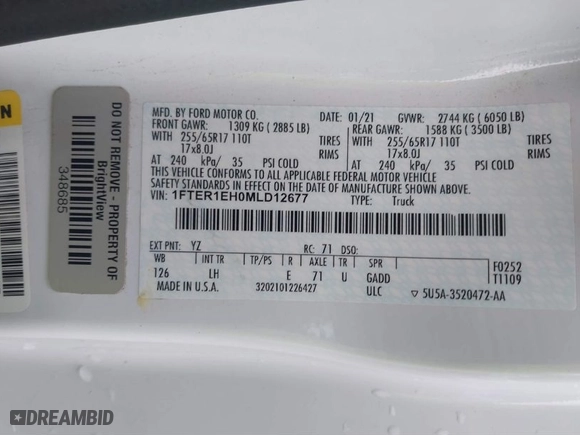 DO NOT REMOVE - PROPERTY OF
BrightView
348685
MFD. BY FORD MOTOR CO.
01/21
GVWR: 2744 KG ( 6050 LB)
FRONT GAWR: 1309 KG ( 2885 LB)
REAR GAWR: 1588 KG ( 3500 LB)
WITH 255/65R17 110T TIRES
WITH 255/65R17 110T TIRES
17x8.0J RIMS
17x8.0J RIMS
AT 240 kPa/ 35 PSI COLD
AT 240 kPa/ 35 PSI COLD
THIS VEHICLE CONFORMS TO ALL APPLICABLE FEDERAL MOTOR VEHICLE
SAFETY STANDARDS IN EFFECT ON THE DATE OF MANUFACTURE SHOWN ABOVE.
VIN: 1FTER1EH0MLD12677
TYPE: Truck
EXT PNT: YZ RC: 71 DSO:
WB INT TR TP/PS R AXLE TR SPR F0252
126 LH E 71 U GADD T1109
ULC
MADE IN U.S.A. 3202101226427 ▽ 5U5A-3520472-AA
DREAMBID